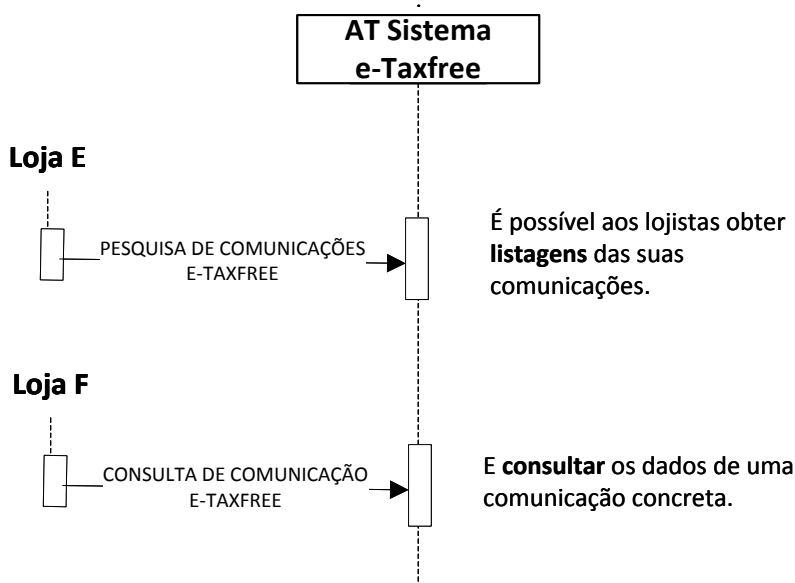 AT Sistema
e-Taxfree
Loja E
PESQUISA DE COMUNICAÇÕES
E-TAXFREE
É possível aos lojistas obter
listagens das suas
comunicações.
Loja F
CONSULTA DE COMUNICAÇÃO
E-TAXFREE
E consultar os dados de uma
comunicação concreta.